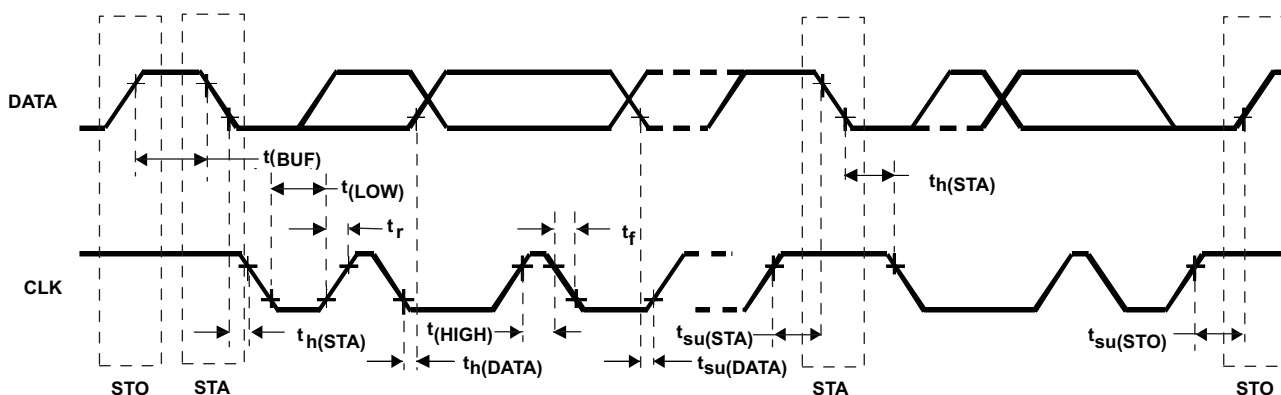 DATA
t(BUF)
t(LOW)
th(STA)
tr
tf
CLK
th(STA)
t(HIGH)
tsu(STA)
tsu(STO)
th(DATA)
tsu(DATA)
STO
STA
STA
STO